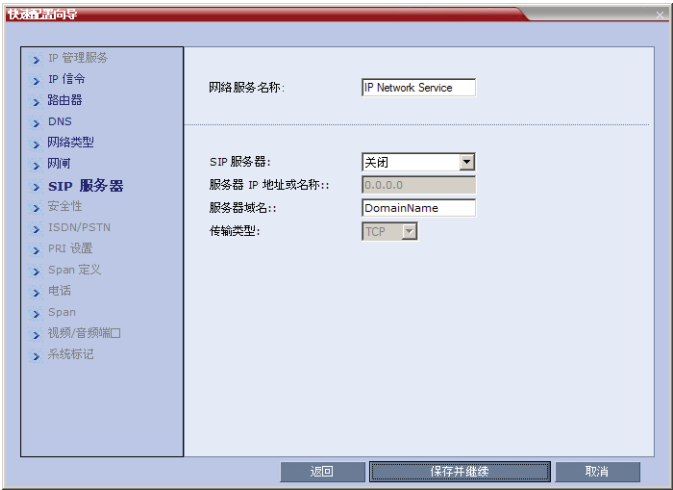 快速配置向导
IP 管理服务
IP 信令
路由器
DNS
网络类型
网闸
SIP 服务器
安全性
ISDN/PSTN
PRI 设置
Span 定义
电话
Span
视频/音频端口
系统标记
网络服务名称:
IP Network Service
SIP 服务器:
关闭
服务器 IP 地址或名称::
0.0.0.0
服务器域名::
DomainName
传输类型:
TCP
返回
保存并继续
取消